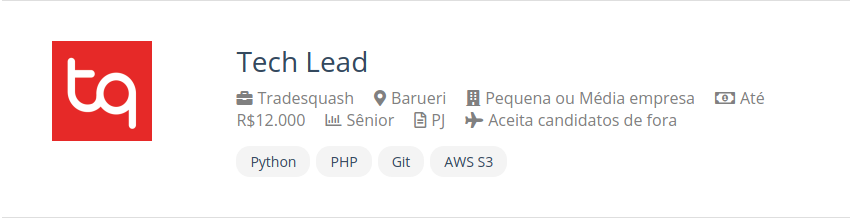 tq
Tech Lead
Tradesquash Barueri Pequena ou Média empresa Até
R$12.000 Sênior PJ Aceita candidatos de fora
Python PHP Git AWS S3